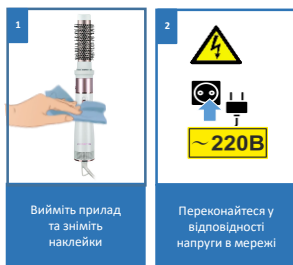 1
2
~220В
Вийміть прилад
та зніміть
наклейки
Переконайтеся у
відповідності
напруги в мережі